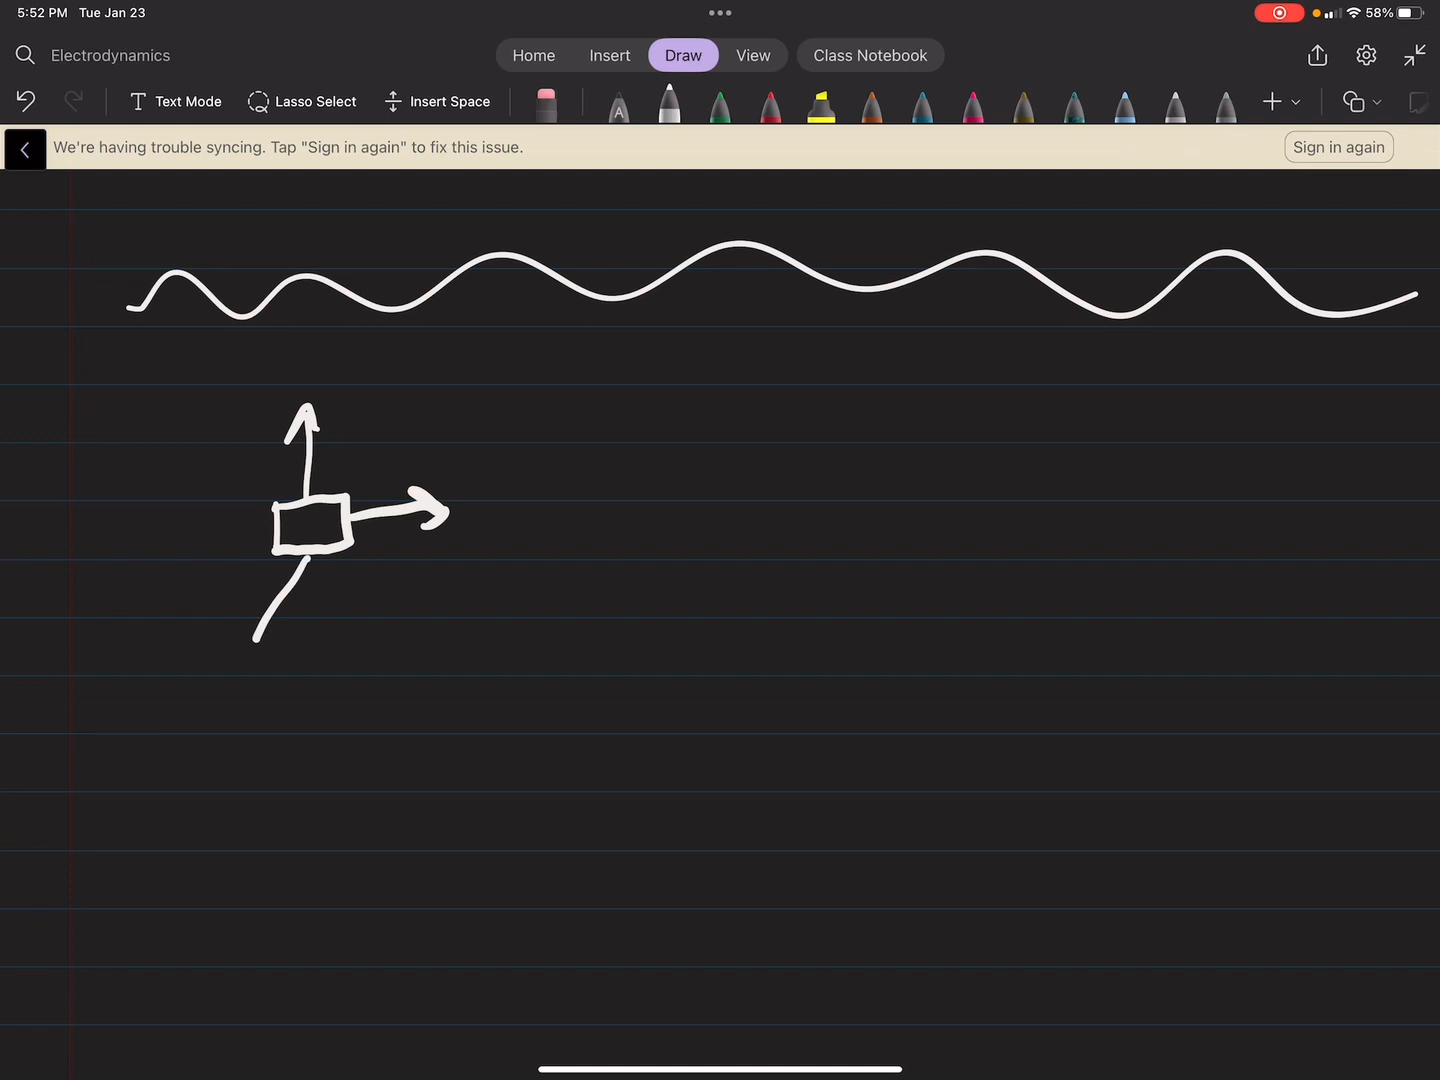 5:52 PM Tue Jan 23 58%
Electrodynamics Home Insert Draw View Class Notebook
Text Mode Lasso Select Insert Space A
We're having trouble syncing. Tap "Sign in again" to fix this issue. Sign in again